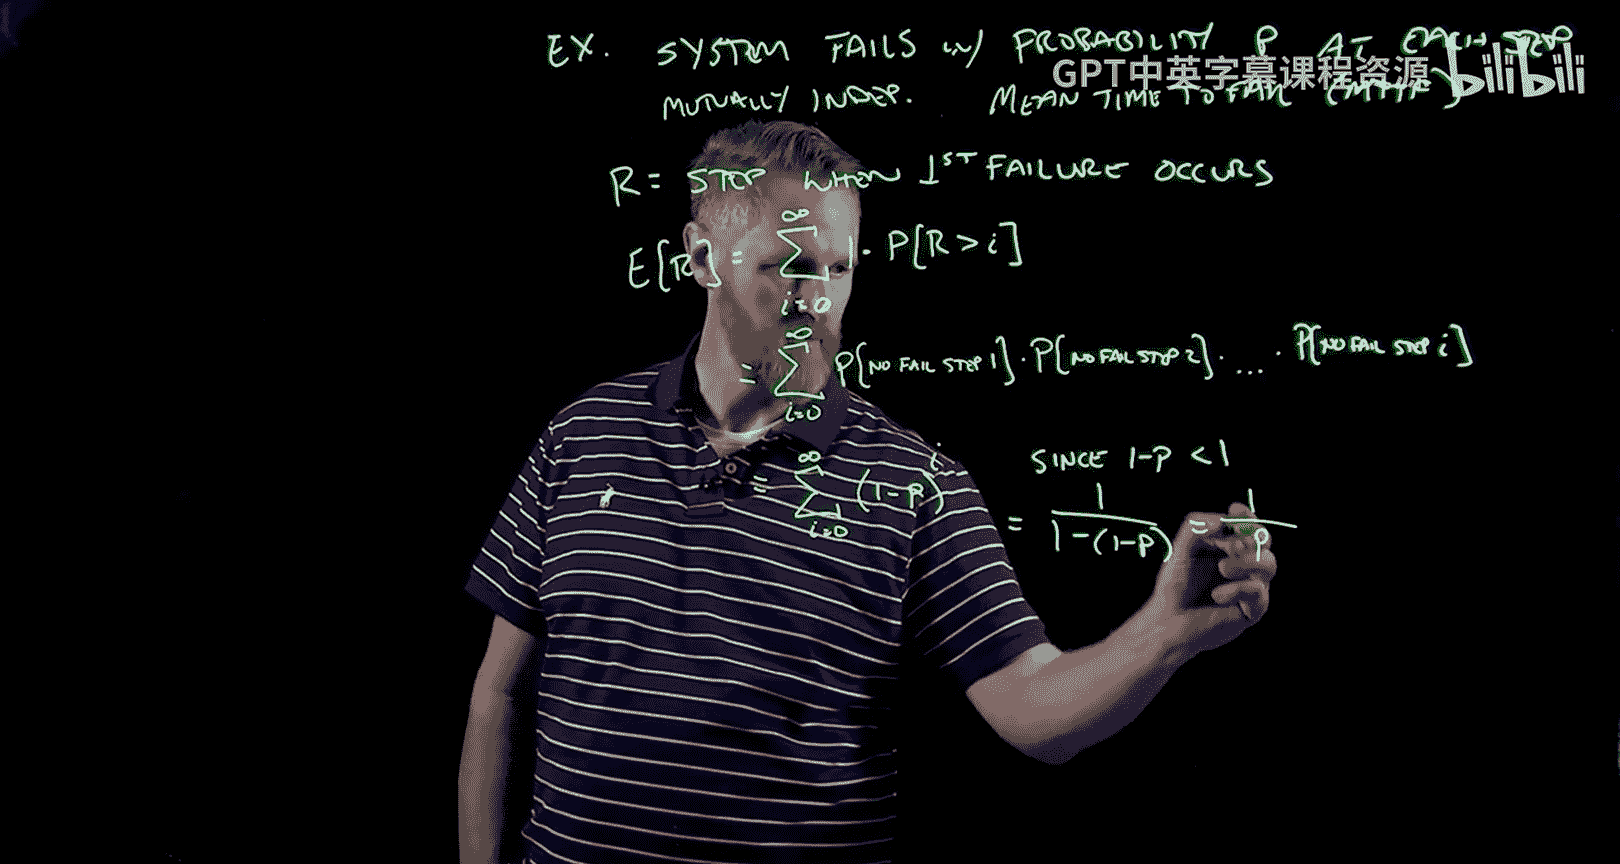 EX. SYSTEM FAILS w/ PROBABILITY P AT EACH STEP
GPT中英字幕课程资源 bilibili
MUTUALLY INDEP. MEAN TIME TO FAIL (MTTF)
R = STEP WHEN 1ST FAILURE OCCURS
E[R] = ∞ ∑ i=0 1 · P[R > i]
= ∞ ∑ i=0 P[NO FAIL STEP 1] · P[NO FAIL STEP 2] · ... · P[NO FAIL STEP i]
SINCE 1-P < 1
= ∞ ∑ i=0 (1-P)^i = 1/(1-(1-P)) = 1/P